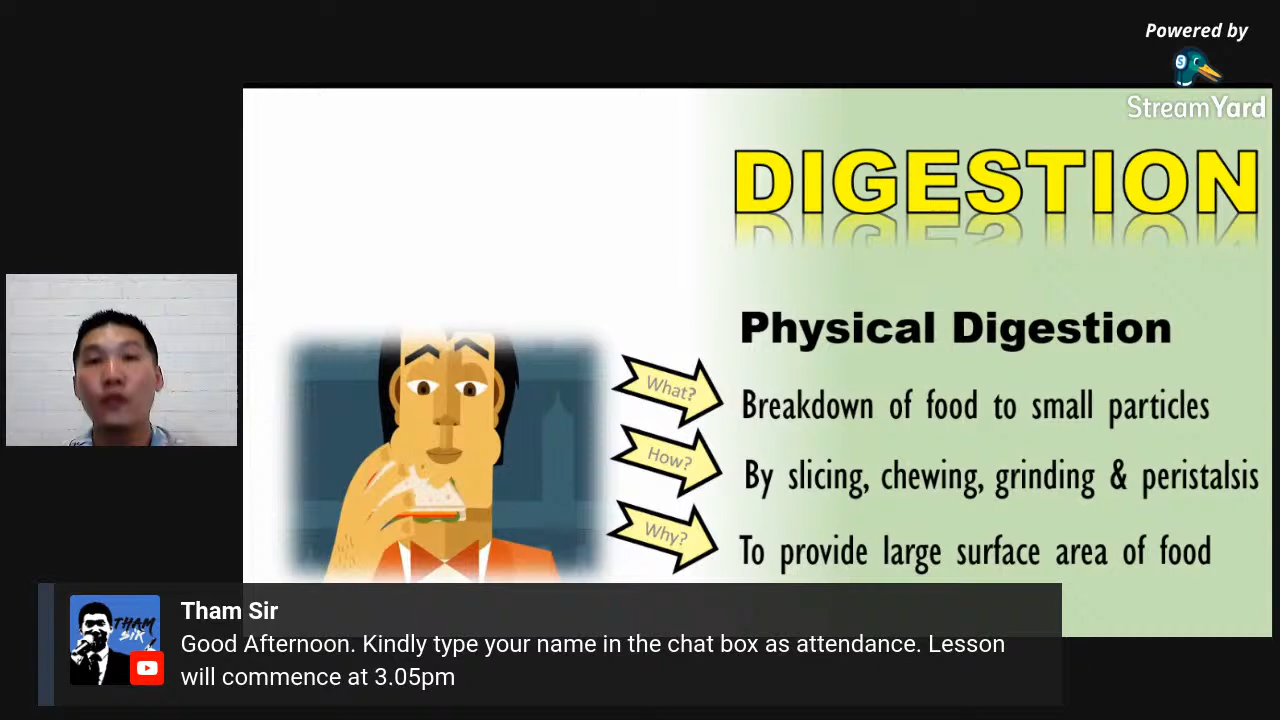 Powered by
StreamYard
DIGESTION
Physical Digestion
What?
Breakdown of food to small particles
How?
By slicing, chewing, grinding & peristalsis
Why?
To provide large surface area of food
THAM
SIR
Tham Sir
Good Afternoon. Kindly type your name in the chat box as attendance. Lesson
will commence at 3.05pm